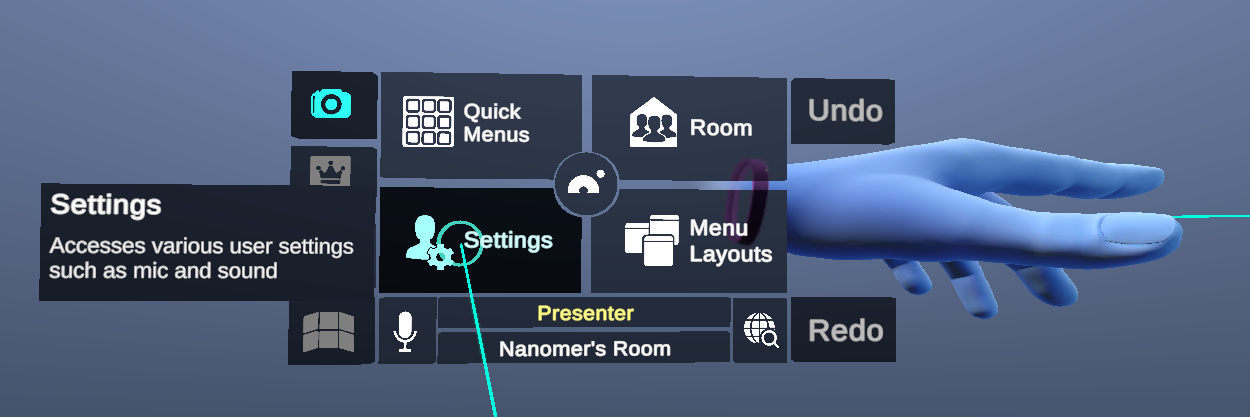 Quick
Menus
Room
Undo
Settings
Accesses various user settings
such as mic and sound
Settings
Menu
Layouts
Presenter
Nanomer's Room
Redo